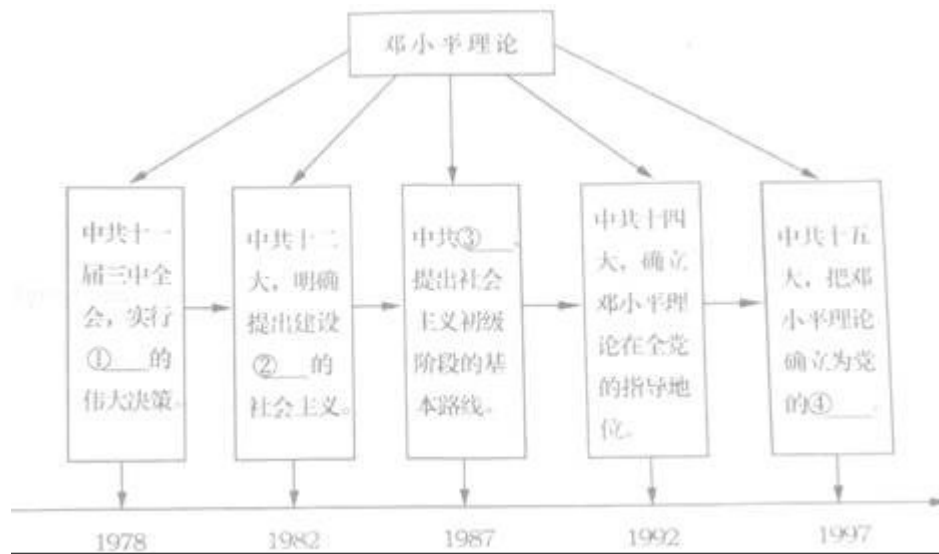 邓小平理论
中共十一
届三中全
会，实行
①___的
伟大决策。
中共十二
大，明确
提出建设
②___的
社会主义。
中共③___，
提出社会
主义初级
阶段的基
本路线。
中共十四
大，确立
邓小平理
论在全党
的指导地
位。
中共十五
大，把邓
小平理论
确立为党
的④___.
1978
1982
1987
1992
1997